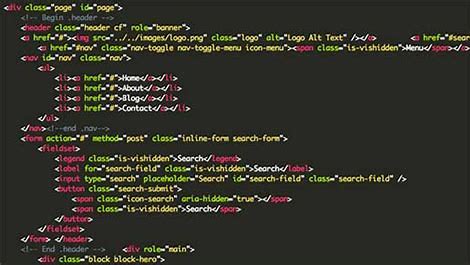 <div class="page" id="page">
<!-- Begin .header -->
<header class="header cf" role="banner">
<a href="#"><img src="../../images/logo.png" class="logo" alt="Logo Alt Text" /></a> <a href="#sear
<a href="#nav" class="nav-toggle nav-toggle-menu icon-menu"><span class="is-vishidden">Menu</span></
<nav id="nav" class="nav">
<ul>
<li><a href="#">Home</a></li>
<li><a href="#">About</a></li>
<li><a href="#">Blog</a></li>
<li><a href="#">Contact</a></li>
</ul>
</nav><!--end .nav-->
<form action="#" method="post" class="inline-form search-form">
<fieldset>
<legend class="is-vishidden">Search</legend>
<label for="search-field" class="is-vishidden">Search</label>
<input type="search" placeholder="Search" id="search-field" class="search-field" />
<button class="search-submit">
<span class="icon-search" aria-hidden="true"></span>
<span class="is-vishidden">Search</span>
</button>
</fieldset>
</form> </header>
<!-- End .header --> <div role="main">
<div class="block block-hero">